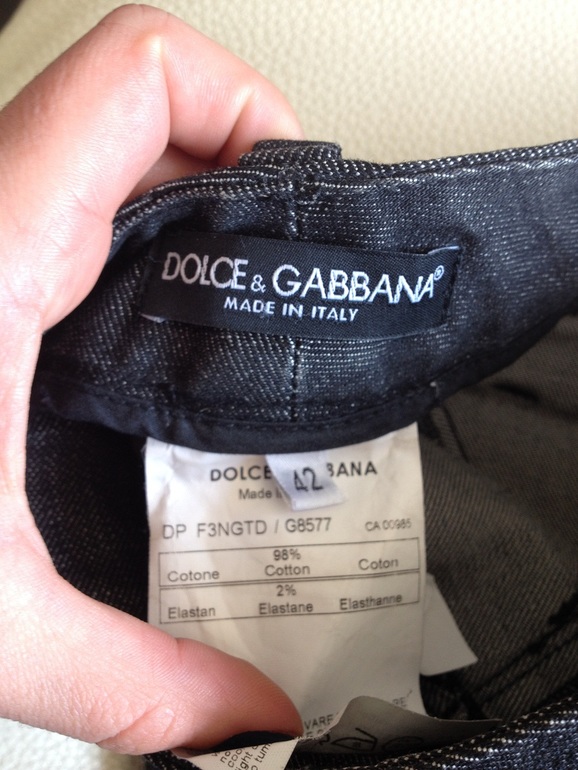 DOLCE & GABBANA®
MADE IN ITALY
DOLCE BANA
42
Made
DP F3NGTD / G8577 CA 00985
98%
Cotone Cotton Coton
2%
Elastan Elastane Elasthanne